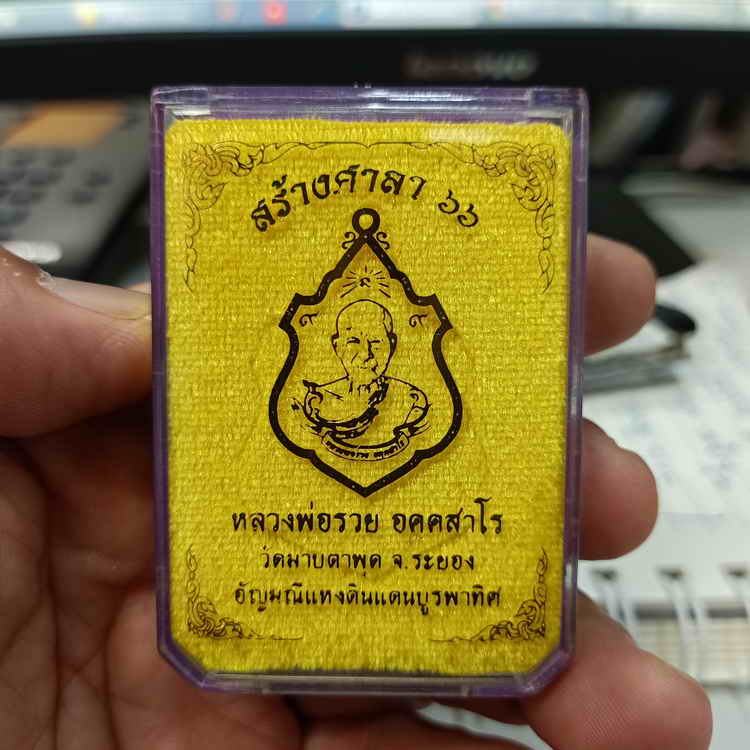 สร้างศาลา ๖๖
๙
๙ ๙
หลวงพ่อรวย อคคสาโร
วัดมาบตาพุด จ.ระยอง
อัญมณีแห่งดินแดนบูรพาทิศ